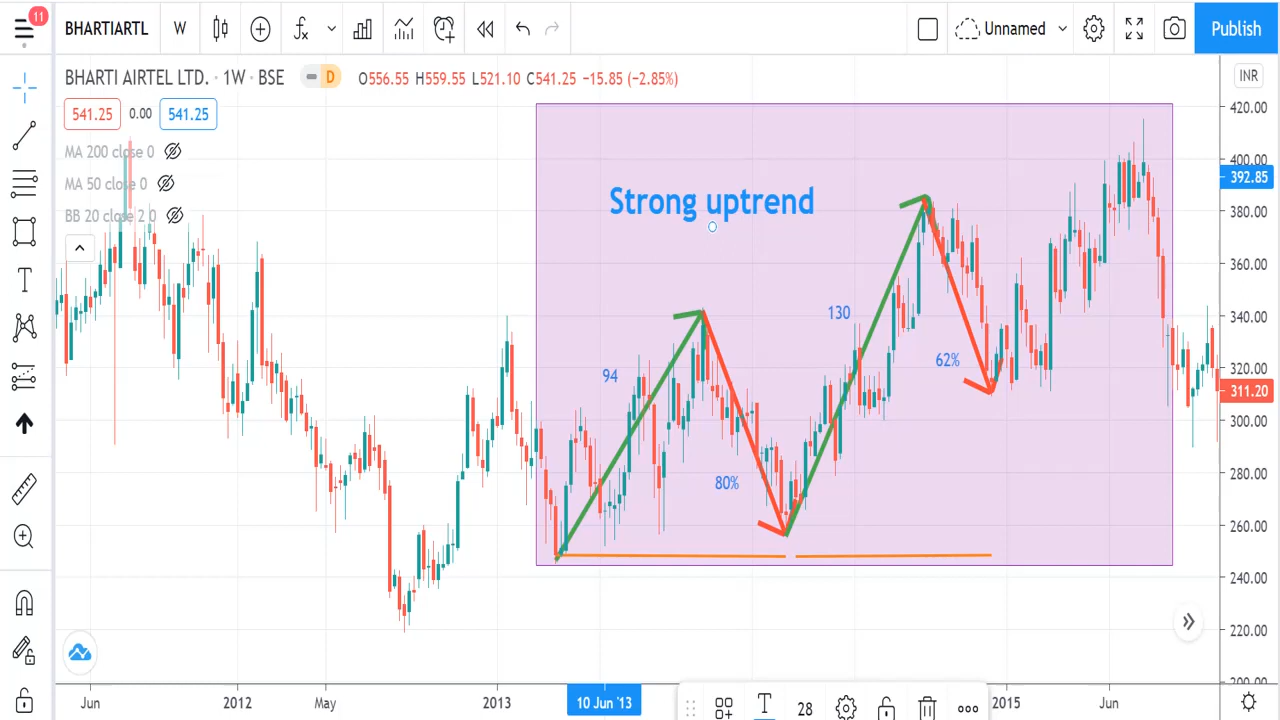 11
BHARTIARTL W Unnamed Publish
BHARTI AIRTEL LTD. · 1W · BSE D O556.55 H559.55 L521.10 C541.25 −15.85 (−2.85%)
INR
541.25 0.00 541.25
MA 200 close 0
MA 50 close 0
BB 20 close 2 0
Strong uptrend
94
80%
130
62%
420.00
400.00
392.85
380.00
360.00
340.00
320.00
311.20
300.00
280.00
260.00
240.00
220.00
200.00
Jun 2012 May 2013 10 Jun '13 2015 Jun
T 28